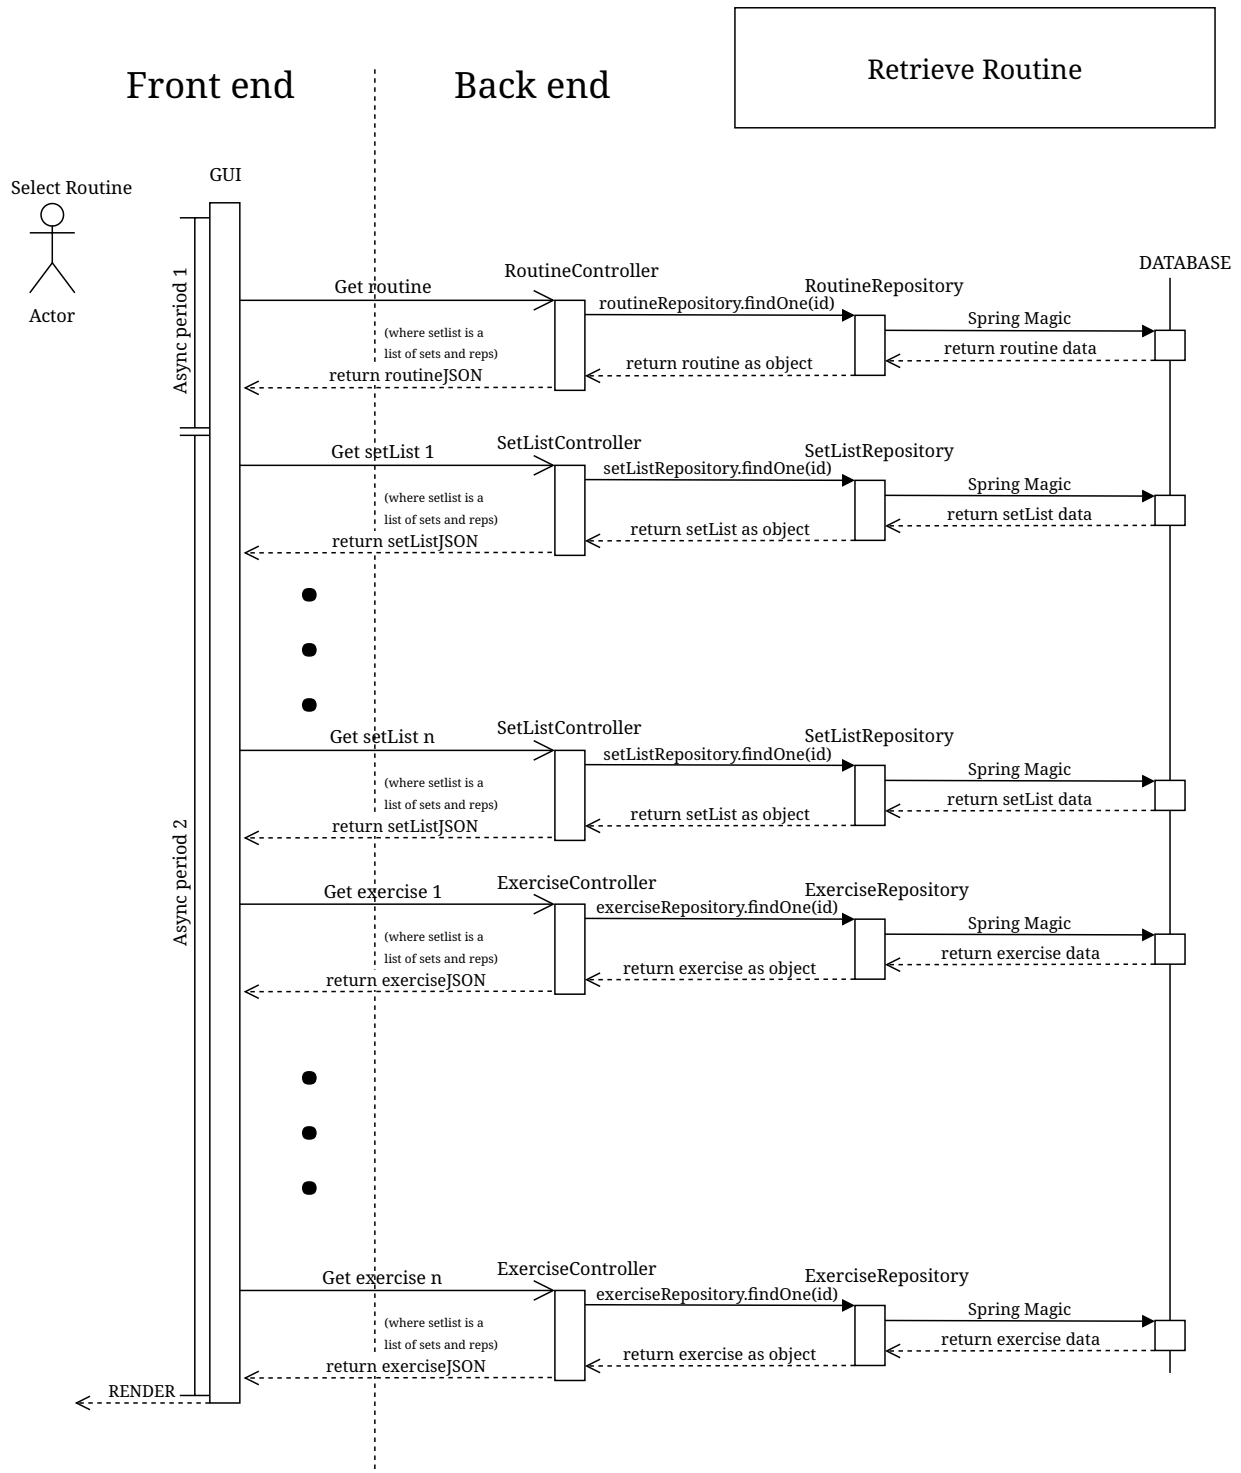 Retrieve Routine
Front end
Back end
GUI
Select Routine
Actor
DATABASE
Async period 1
RoutineController
RoutineRepository
Get routine
routineRepository.findOne(id)
Spring Magic
(where setlist is a
list of sets and reps)
return routine data
return routine as object
return routineJSON
SetListController
SetListRepository
Get setList 1
setListRepository.findOne(id)
Spring Magic
(where setlist is a
list of sets and reps)
return setList data
return setList as object
return setListJSON
SetListController
SetListRepository
Get setList n
setListRepository.findOne(id)
Spring Magic
(where setlist is a
list of sets and reps)
return setList data
return setList as object
return setListJSON
Async period 2
ExerciseController
ExerciseRepository
Get exercise 1
exerciseRepository.findOne(id)
Spring Magic
(where setlist is a
list of sets and reps)
return exercise data
return exercise as object
return exerciseJSON
ExerciseController
ExerciseRepository
Get exercise n
exerciseRepository.findOne(id)
Spring Magic
(where setlist is a
list of sets and reps)
return exercise data
return exercise as object
return exerciseJSON
RENDER